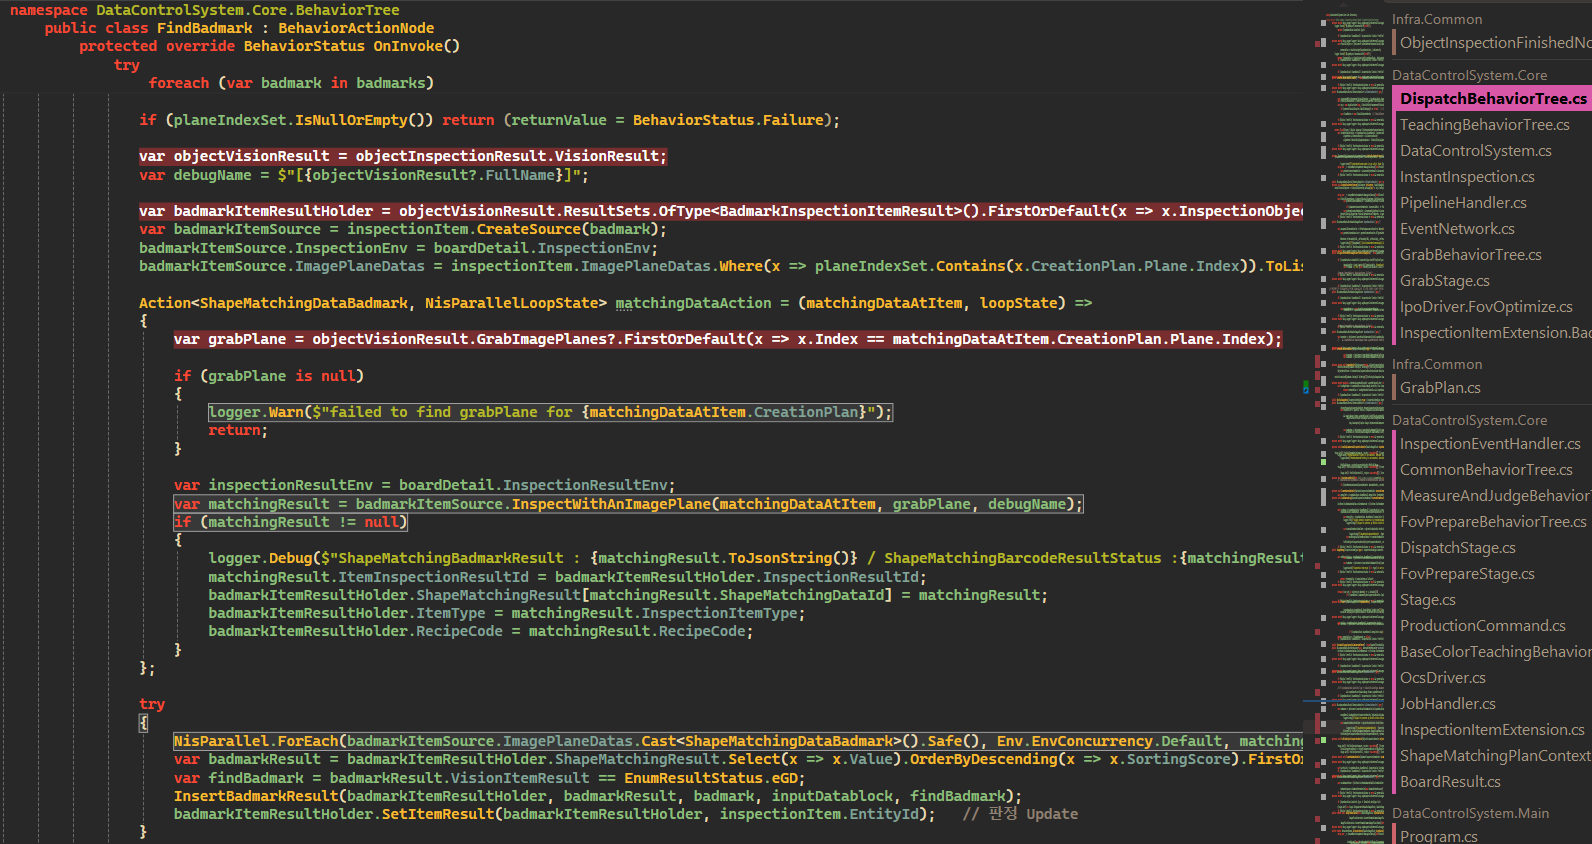 namespace DataControlSystem.Core.BehaviorTree
public class FindBadmark : BehaviorActionNode
protected override BehaviorStatus OnInvoke()
try
foreach (var badmark in badmarks)
if (planeIndexSet.IsNullOrEmpty()) return (returnValue = BehaviorStatus.Failure);
var objectVisionResult = objectInspectionResult.VisionResult;
var debugName = $"[{objectVisionResult?.FullName}]";
var badmarkItemResultHolder = objectVisionResult.ResultSets.OfType<BadmarkInspectionItemResult>().FirstOrDefault(x => x.InspectionObjec
var badmarkItemSource = inspectionItem.CreateSource(badmark);
badmarkItemSource.InspectionEnv = boardDetail.InspectionEnv;
badmarkItemSource.ImagePlaneDatas = inspectionItem.ImagePlaneDatas.Where(x => planeIndexSet.Contains(x.CreationPlan.Plane.Index)).ToLis
Action<ShapeMatchingDataBadmark, NisParallelLoopState> matchingDataAction = (matchingDataAtItem, loopState) =>
{
var grabPlane = objectVisionResult.GrabImagePlanes?.FirstOrDefault(x => x.Index == matchingDataAtItem.CreationPlan.Plane.Index);
if (grabPlane is null)
{
logger.Warn($"failed to find grabPlane for {matchingDataAtItem.CreationPlan}");
return;
}
var inspectionResultEnv = boardDetail.InspectionResultEnv;
var matchingResult = badmarkItemSource.InspectWithAnImagePlane(matchingDataAtItem, grabPlane, debugName);
if (matchingResult != null)
{
logger.Debug($"ShapeMatchingBadmarkResult : {matchingResult.ToJsonString()} / ShapeMatchingBarcodeResultStatus :{matchingResult
matchingResult.ItemInspectionResultId = badmarkItemResultHolder.InspectionResultId;
badmarkItemResultHolder.ShapeMatchingResult[matchingResult.ShapeMatchingDataId] = matchingResult;
badmarkItemResultHolder.ItemType = matchingResult.InspectionItemType;
badmarkItemResultHolder.RecipeCode = matchingResult.RecipeCode;
}
};
try
{
NisParallel.ForEach(badmarkItemSource.ImagePlaneDatas.Cast<ShapeMatchingDataBadmark>().Safe(), Env.EnvConcurrency.Default, matching
var badmarkResult = badmarkItemResultHolder.ShapeMatchingResult.Select(x => x.Value).OrderByDescending(x => x.SortingScore).FirstOr
var findBadmark = badmarkResult.VisionItemResult == EnumResultStatus.eGD;
InsertBadmarkResult(badmarkItemResultHolder, badmarkResult, badmark, inputDatablock, findBadmark);
badmarkItemResultHolder.SetItemResult(badmarkItemResultHolder, inspectionItem.EntityId); // 판정 Update
}
Infra.Common
ObjectInspectionFinishedNo
DataControlSystem.Core
DispatchBehaviorTree.cs
TeachingBehaviorTree.cs
DataControlSystem.cs
InstantInspection.cs
PipelineHandler.cs
EventNetwork.cs
GrabBehaviorTree.cs
GrabStage.cs
IpoDriver.FovOptimize.cs
InspectionItemExtension.Bad
Infra.Common
GrabPlan.cs
DataControlSystem.Core
InspectionEventHandler.cs
CommonBehaviorTree.cs
MeasureAndJudgeBehaviorT
FovPrepareBehaviorTree.cs
DispatchStage.cs
FovPrepareStage.cs
Stage.cs
ProductionCommand.cs
BaseColorTeachingBehavior
OcsDriver.cs
JobHandler.cs
InspectionItemExtension.cs
ShapeMatchingPlanContext
BoardResult.cs
DataControlSystem.Main
Program.cs